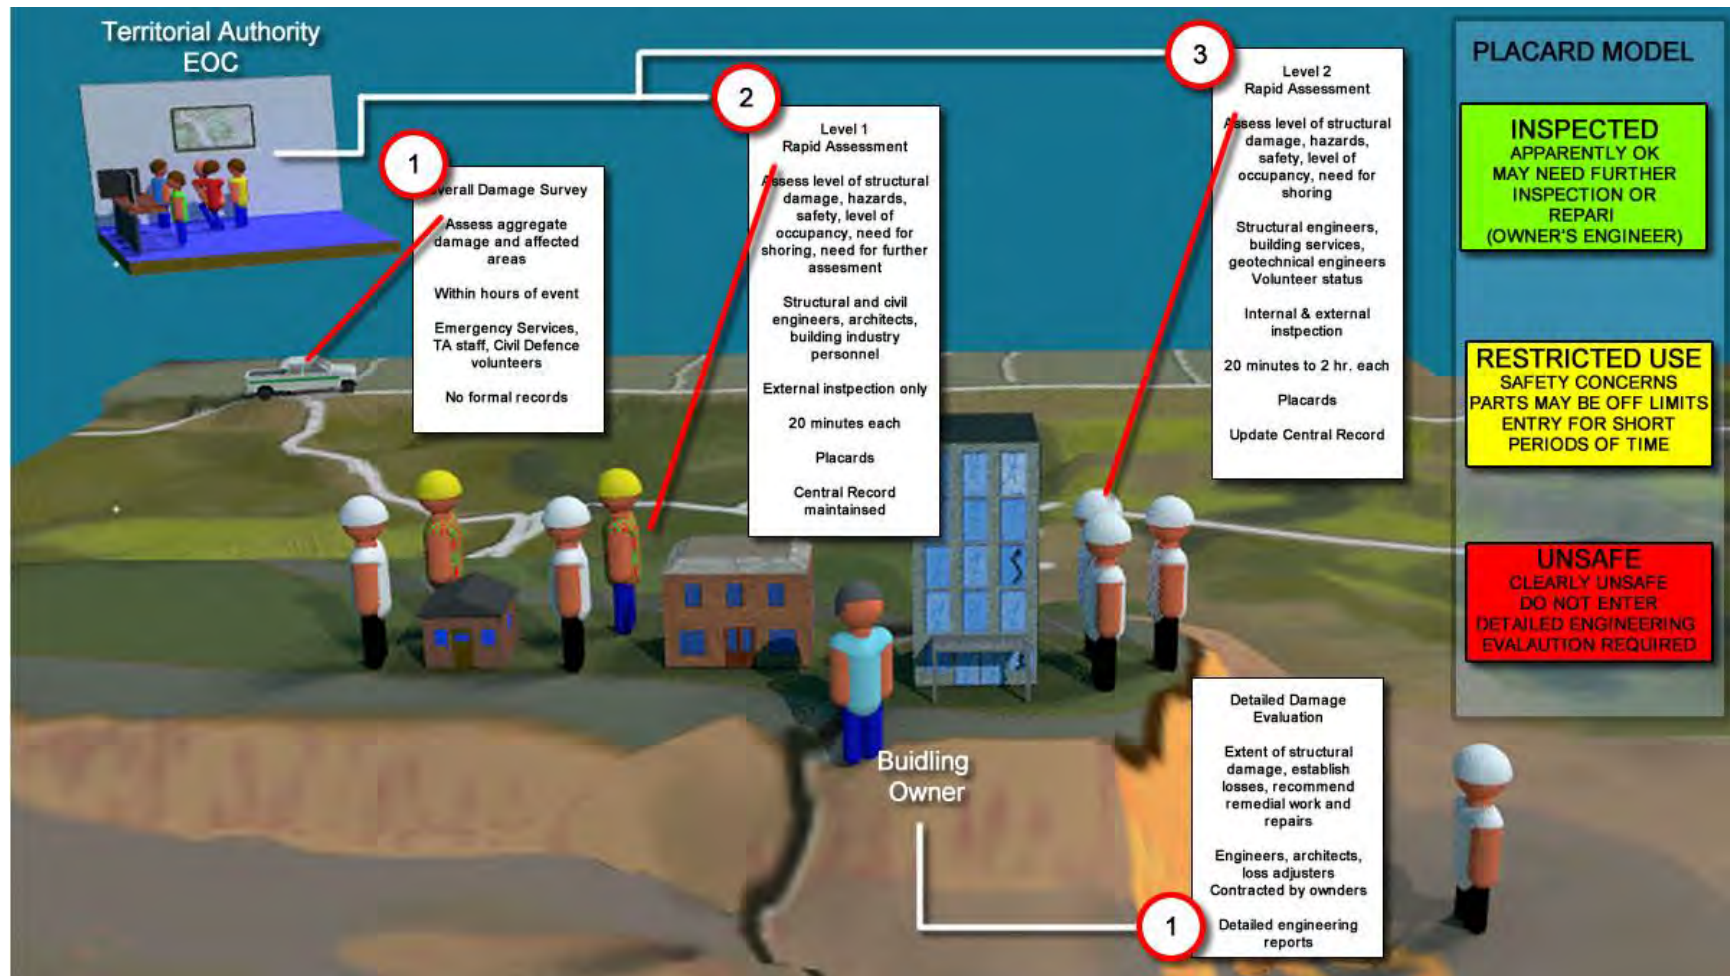 Territorial Authority
EOC
1
Overall Damage Survey
Assess aggregate
damage and affected
areas
Within hours of event
Emergency Services,
TA staff, Civil Defence
volunteers
No formal records
2
Level 1
Rapid Assessment
Assess level of structural
damage, hazards,
safety, level of
occupancy, need for
shoring, need for further
assesment
Structural and civil
engineers, architects,
building industry
personnel
External instpection only
20 minutes each
Placards
Central Record
maintainsed
3
Level 2
Rapid Assessment
Assess level of structural
damage, hazards,
safety, level of
occupancy, need for
shoring
Structural engineers,
building services,
geotechnical engineers
Volunteer status
Internal & external
instpection
20 minutes to 2 hr. each
Placards
Update Central Record
PLACARD MODEL
INSPECTED
APPARENTLY OK
MAY NEED FURTHER
INSPECTION OR
REPARI
(OWNER'S ENGINEER)
RESTRICTED USE
SAFETY CONCERNS
PARTS MAY BE OFF LIMITS
ENTRY FOR SHORT
PERIODS OF TIME
UNSAFE
CLEARLY UNSAFE
DO NOT ENTER
DETAILED ENGINEERING
EVALAUTION REQUIRED
Buidling
Owner
1
Detailed Damage
Evaluation
Extent of structural
damage, establish
losses, recommend
remedial work and
repairs
Engineers, architects,
loss adjusters
Contracted by ownders
Detailed engineering
reports